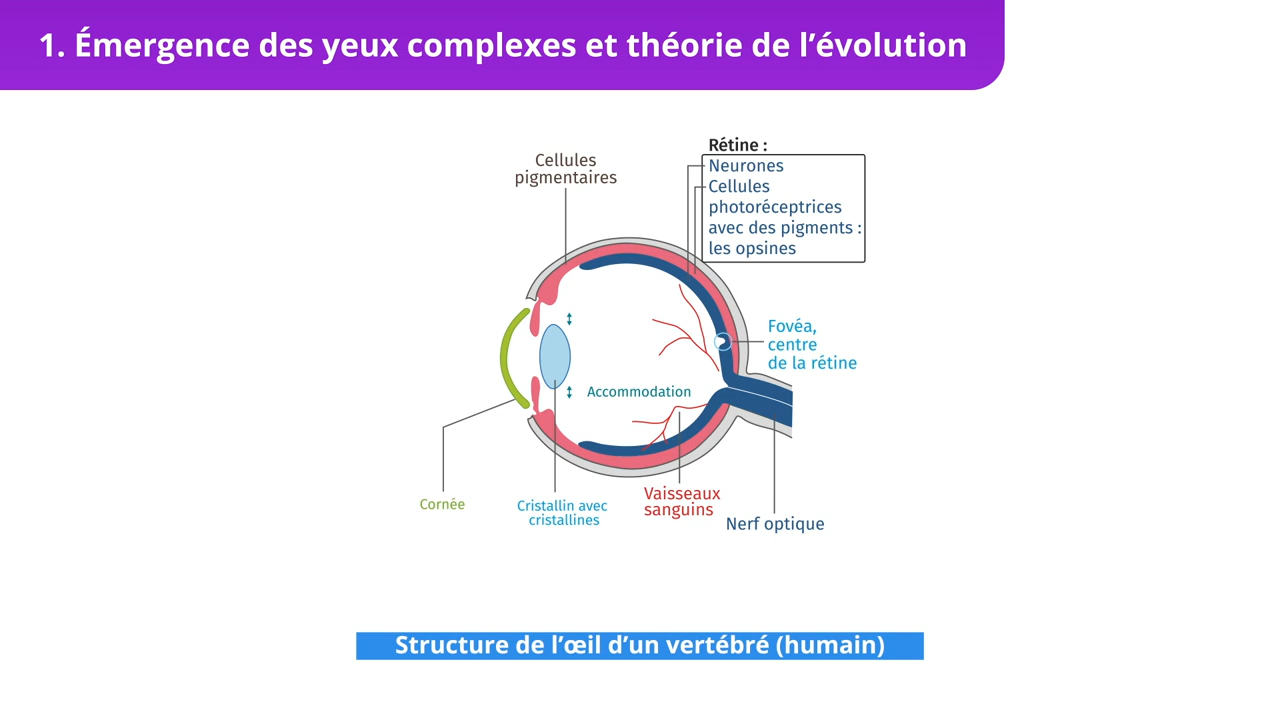 1. Émergence des yeux complexes et théorie de l’évolution
Rétine :
Cellules
pigmentaires
Neurones
Cellules
photoréceptrices
avec des pigments :
les opsines
Fovéa,
centre
de la rétine
Accommodation
Cornée
Cristallin avec
cristallines
Vaisseaux
sanguins
Nerf optique
Structure de l’œil d’un vertébré (humain)